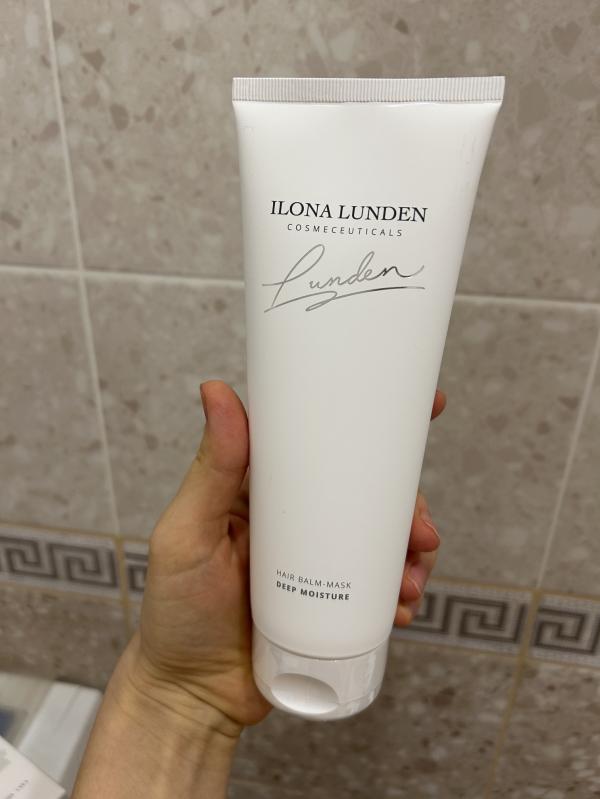 ILONA LUNDEN
COSMECEUTICALS
Lunden
HAIR BALM-MASK
DEEP MOISTURE